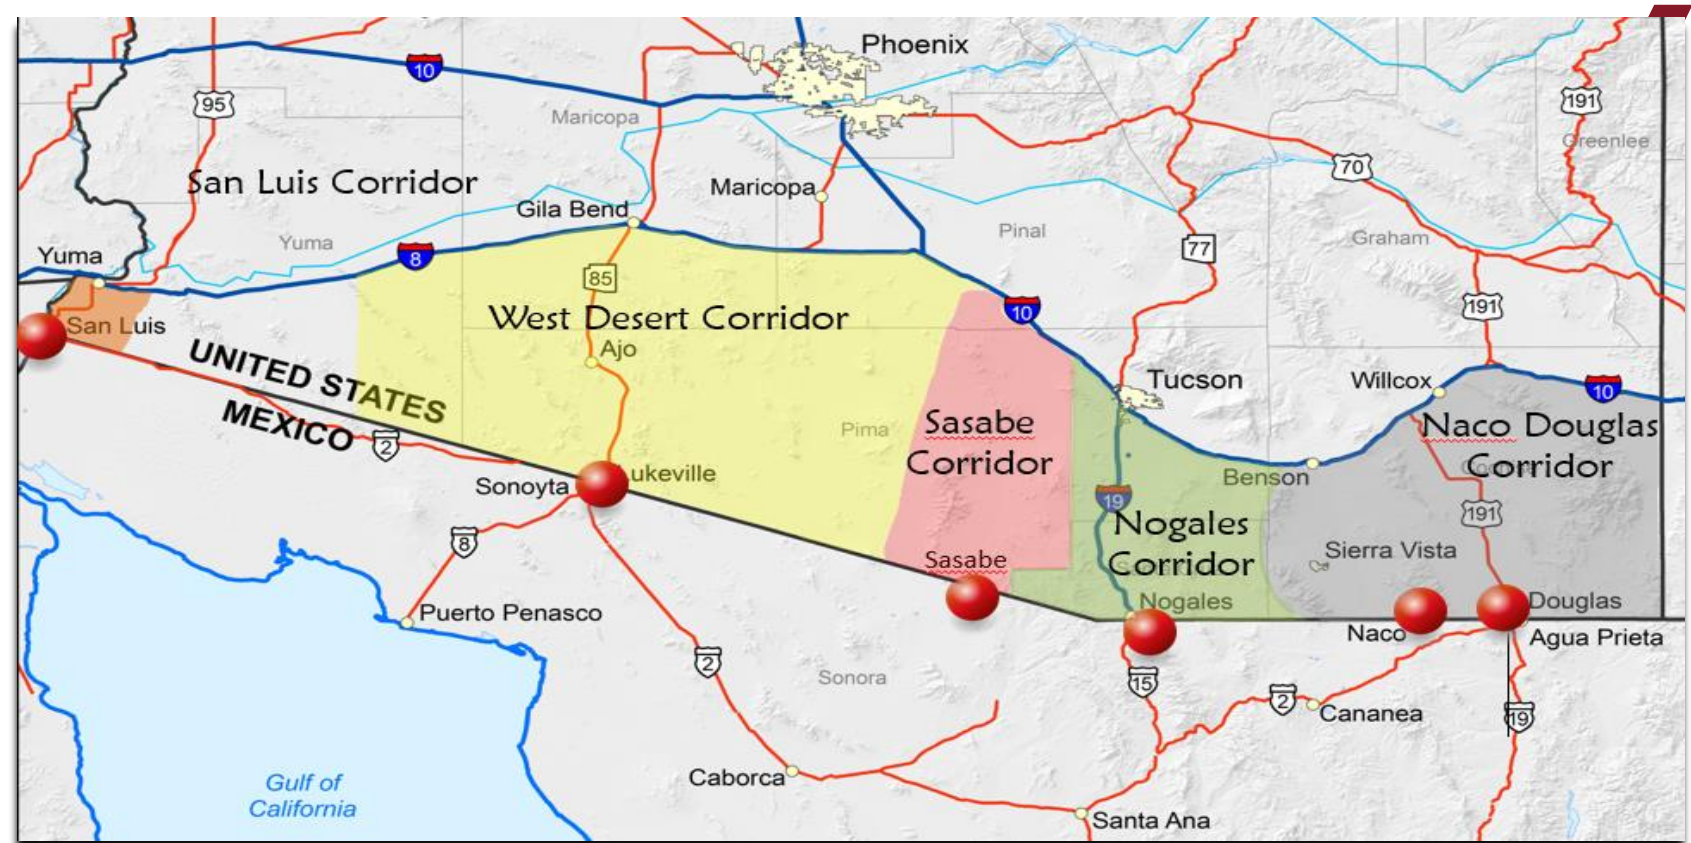 Phoenix
10
95
191
Greenlee
Maricopa
70
San Luis Corridor
Maricopa
Gila Bend
Pinal
Graham
77
Yuma
Yuma
8
85
191
10
West Desert Corridor
San Luis
Ajo
UNITED STATES
MEXICO
2
Tucson
Willcox
10
Pima
Sasabe
Corridor
Naco Douglas
Corridor
Benson
Sonoyta
ukeville
19
191
Nogales
Corridor
8
Sierra Vista
Sasabe
Nogales
Douglas
Puerto Penasco
Naco
Agua Prieta
2
Sonora
15
2
Cananea
19
Caborca
Gulf of
California
Santa Ana